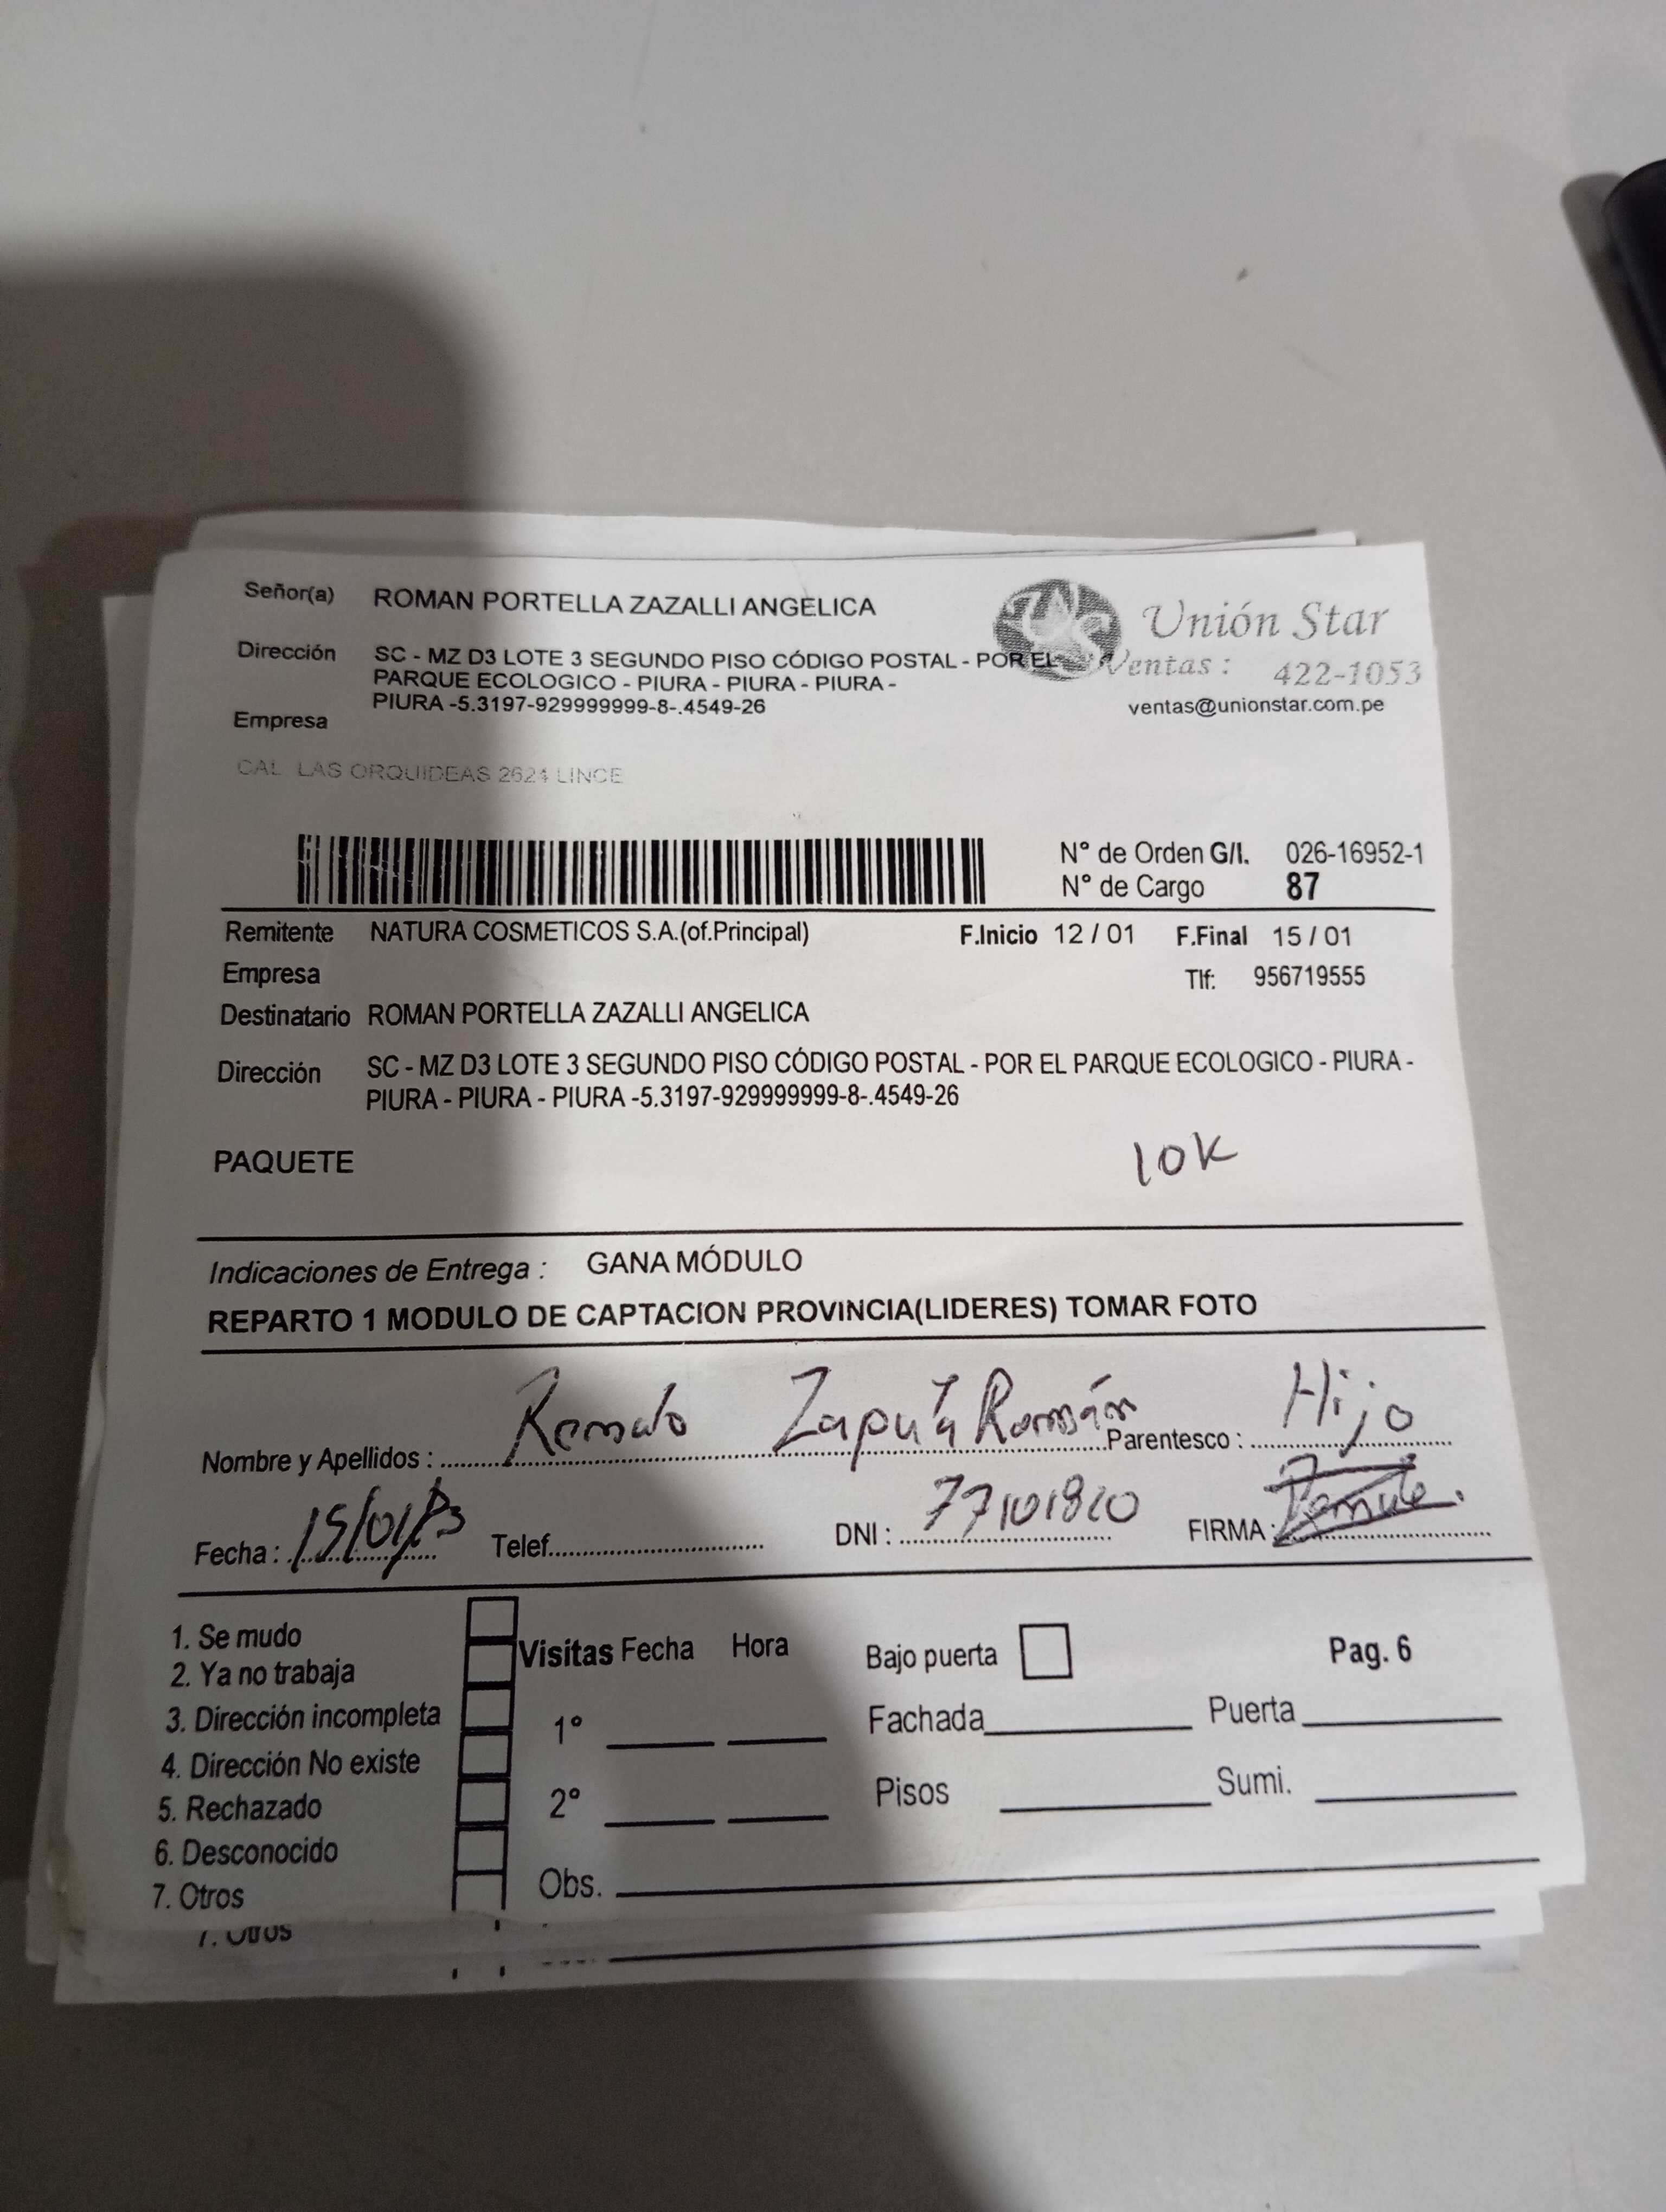 Señor(a) ROMAN PORTELLA ZAZALLI ANGELICA
Unión Star
Dirección SC - MZ D3 LOTE 3 SEGUNDO PISO CÓDIGO POSTAL - POR EL
PARQUE ECOLOGICO - PIURA - PIURA - PIURA -
PIURA -5.3197-929999999-8-.4549-26
Ventas : 422-1053
ventas@unionstar.com.pe
Empresa
CAL LAS ORQUIDEAS 2624 LINCE
N° de Orden G/I. 026-16952-1
N° de Cargo 87
Remitente NATURA COSMETICOS S.A.(of.Principal) F.Inicio 12 / 01 F.Final 15 / 01
Empresa Tlf: 956719555
Destinatario ROMAN PORTELLA ZAZALLI ANGELICA
Dirección SC - MZ D3 LOTE 3 SEGUNDO PISO CÓDIGO POSTAL - POR EL PARQUE ECOLOGICO - PIURA -
PIURA - PIURA - PIURA -5.3197-929999999-8-.4549-26
PAQUETE 10K
Indicaciones de Entrega : GANA MÓDULO
REPARTO 1 MODULO DE CAPTACION PROVINCIA(LIDERES) TOMAR FOTO
Nombre y Apellidos : Zapata Román Parentesco : Hijo
Fecha : 15/01/23 Telef. DNI : 77101820 FIRMA :
1. Se mudo
2. Ya no trabaja
3. Dirección incompleta
4. Dirección No existe
5. Rechazado
6. Desconocido
7. Otros
Visitas Fecha Hora
1°
2°
Obs.
Bajo puerta Pag. 6
Fachada Puerta
Pisos Sumi.
7. Otros